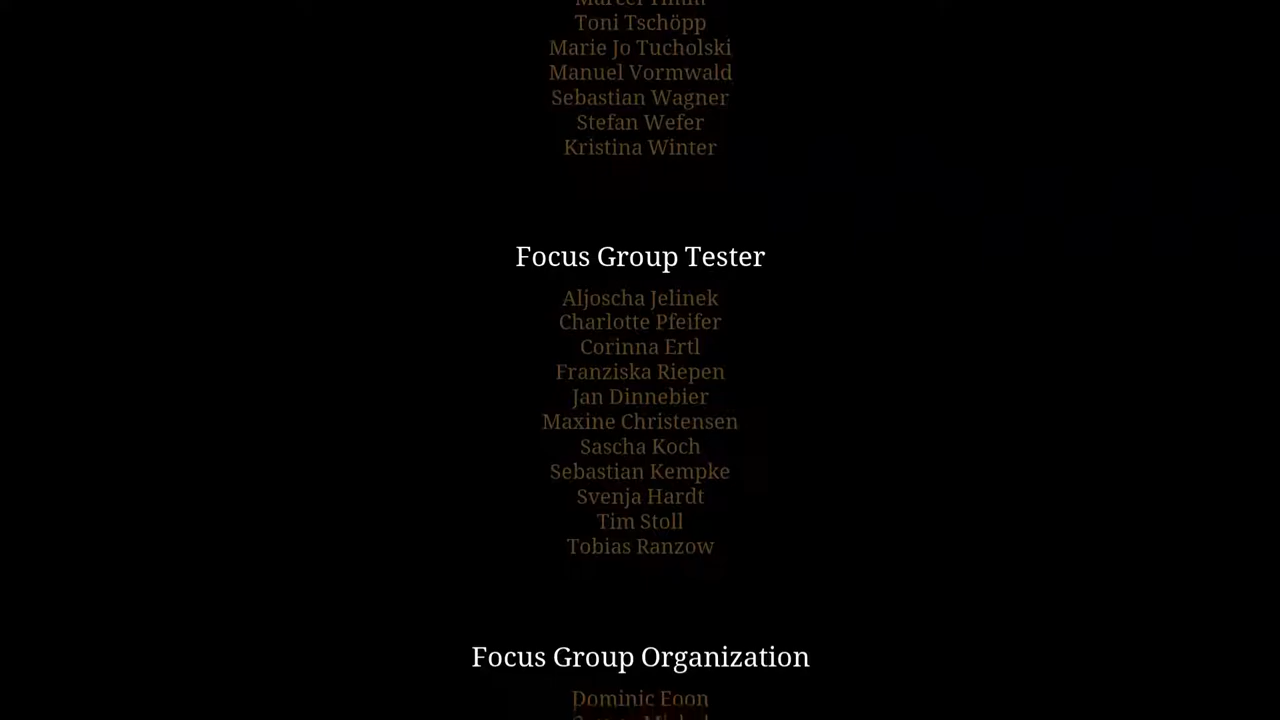 Toni Tschöpp
Marie Jo Tucholski
Manuel Vormwald
Sebastian Wagner
Stefan Wefer
Kristina Winter
Focus Group Tester
Aljoscha Jelinek
Charlotte Pfeifer
Corinna Ertl
Franziska Riepen
Jan Dinnebier
Maxine Christensen
Sascha Koch
Sebastian Kempke
Svenja Hardt
Tim Stoll
Tobias Ranzow
Focus Group Organization
Dominic Eoon